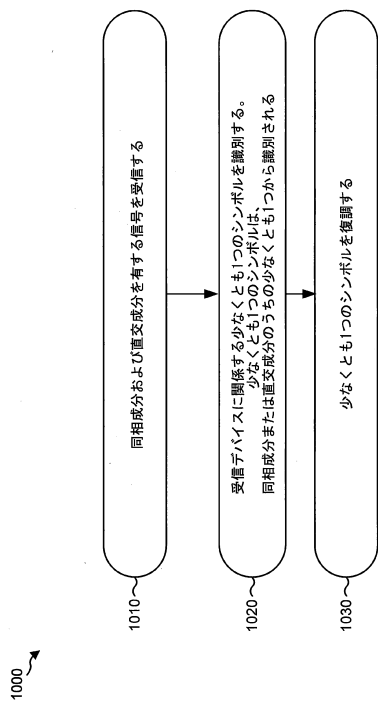 1000
1010
同相成分および直交成分を有する信号を受信する
1020
受信デバイスに関係する少なくとも1つのシンボルを識別する。
少なくとも1つのシンボルは、
同相成分または直交成分のうちの少なくとも1つから識別される
1030
少なくとも1つのシンボルを復調する